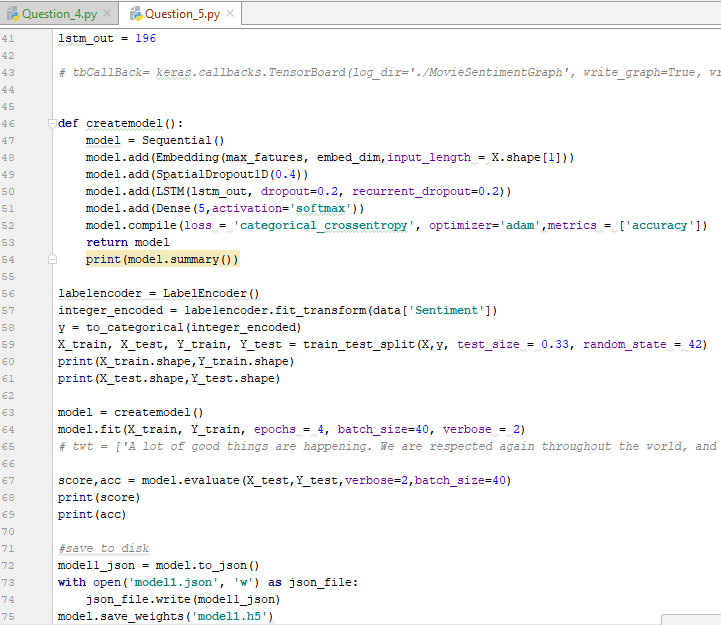 Question_4.py × Question_5.py ×
41 lstm_out = 196
42
43 # tbCallBack= keras.callbacks.TensorBoard(log_dir='./MovieSentimentGraph', write_graph=True, wr
44
45
46 def createmodel():
47 model = Sequential()
48 model.add(Embedding(max_fatures, embed_dim,input_length = X.shape[1]))
49 model.add(SpatialDropout1D(0.4))
50 model.add(LSTM(lstm_out, dropout=0.2, recurrent_dropout=0.2))
51 model.add(Dense(5,activation='softmax'))
52 model.compile(loss = 'categorical_crossentropy', optimizer='adam',metrics = ['accuracy'])
53 return model
54 print(model.summary())
55
56 labelencoder = LabelEncoder()
57 integer_encoded = labelencoder.fit_transform(data['Sentiment'])
58 y = to_categorical(integer_encoded)
59 X_train, X_test, Y_train, Y_test = train_test_split(X,y, test_size = 0.33, random_state = 42)
60 print(X_train.shape,Y_train.shape)
61 print(X_test.shape,Y_test.shape)
62
63 model = createmodel()
64 model.fit(X_train, Y_train, epochs = 4, batch_size=40, verbose = 2)
65 # twt = ['A lot of good things are happening. We are respected again throughout the world, and
66
67 score,acc = model.evaluate(X_test,Y_test,verbose=2,batch_size=40)
68 print(score)
69 print(acc)
70
71 #save to disk
72 model1_json = model.to_json()
73 with open('model1.json', 'w') as json_file:
74 json_file.write(model1_json)
75 model.save_weights('model1.h5')